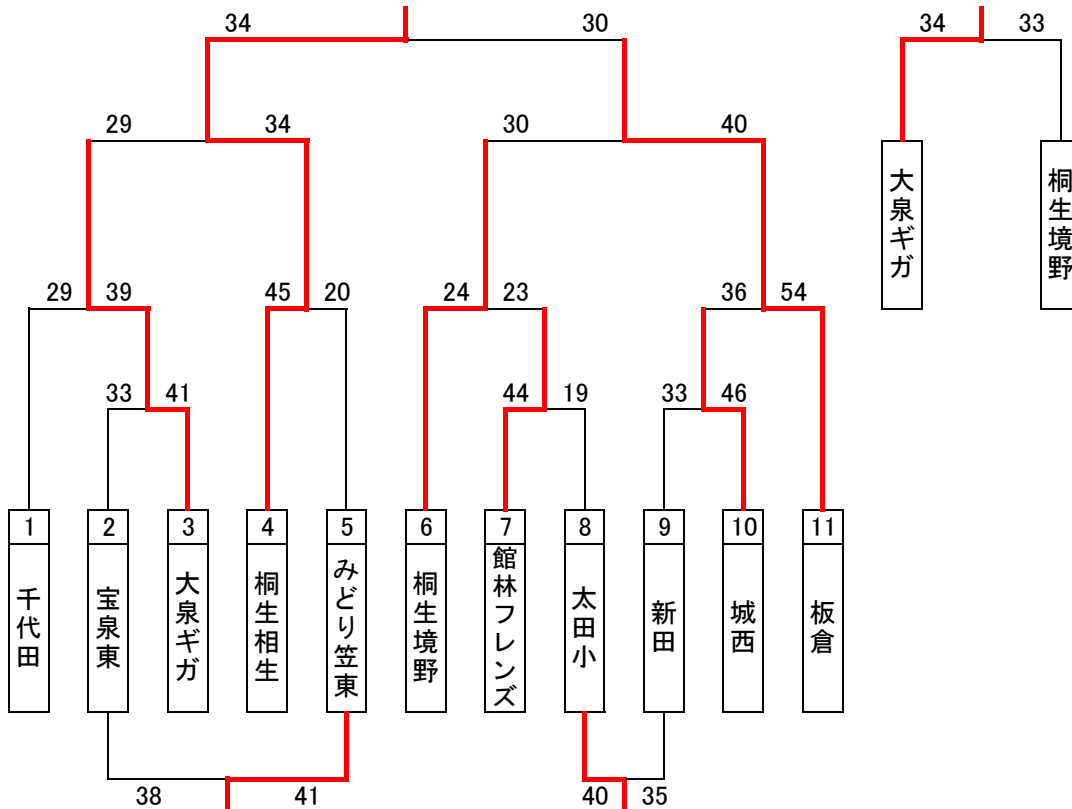 34 30 34 33
29 34 30 40
大泉ギガ
桐生境野
29 39 45 20 24 23 36 54
33 41 44 19 33 46
1 2 3 4 5 6 7 8 9 10 11
千代田
宝泉東
大泉ギガ
桐生相生
みどり笠東
桐生境野
館林フレンズ
太田小
新田
城西
板倉
38 41 40 35